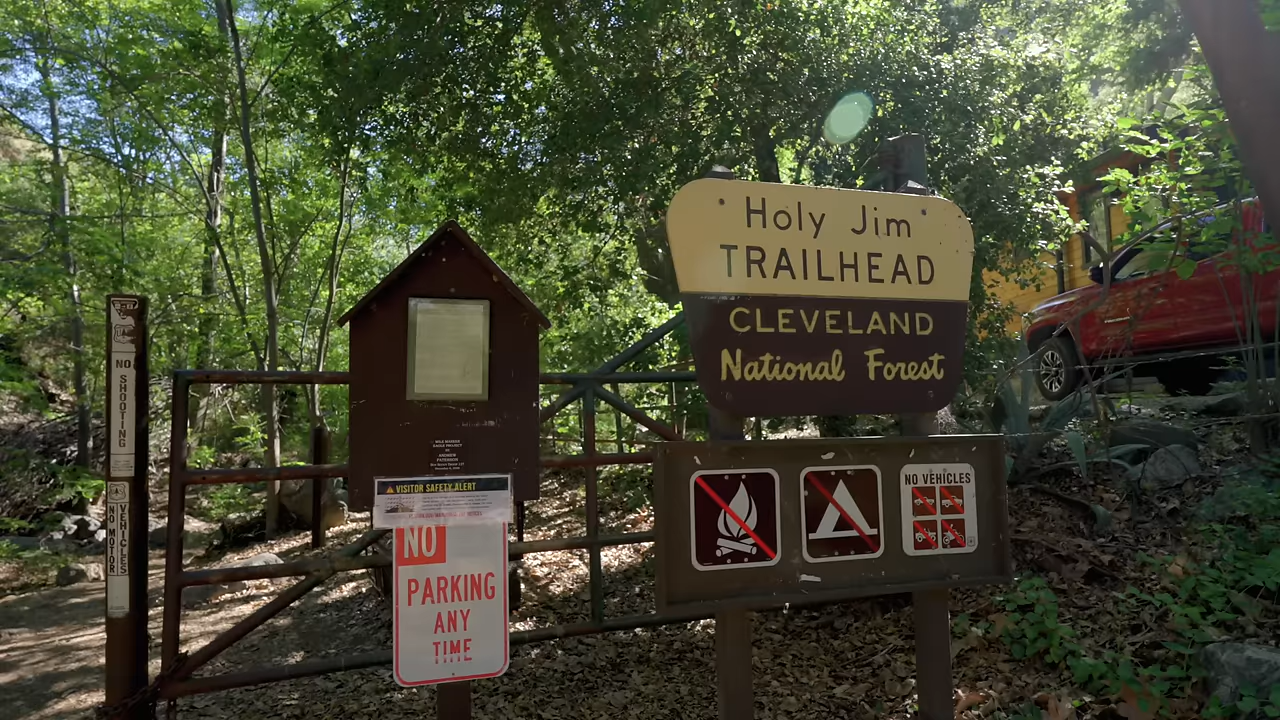 Holy Jim
TRAILHEAD
CLEVELAND
National Forest
NO SHOOTING
NO MOTOR
VEHICLES
VISITOR SAFETY ALERT
NO
PARKING
ANY
TIME
NO VEHICLES